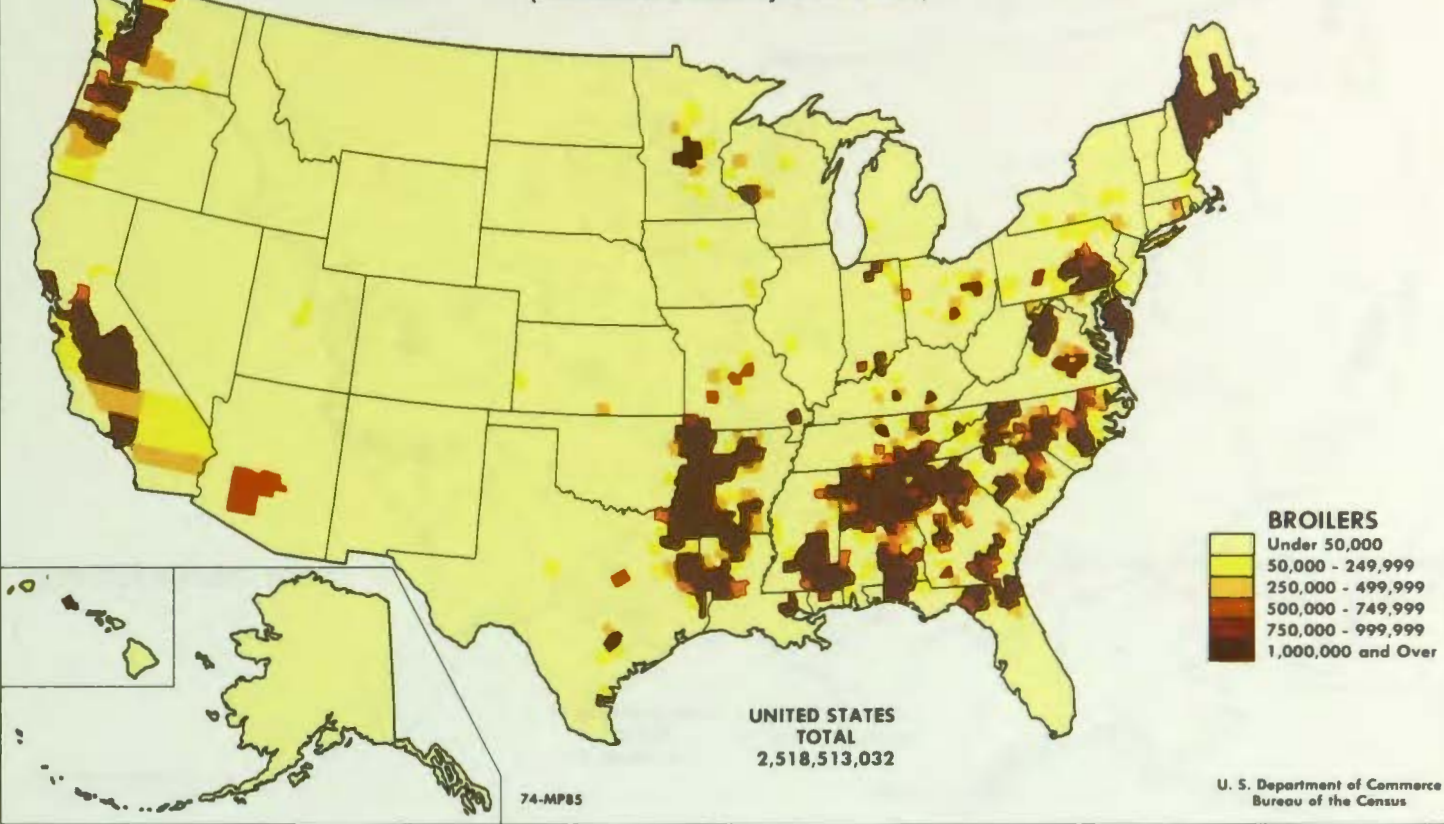 BROILERS
Under 50,000
50,000 - 249,999
250,000 - 499,999
500,000 - 749,999
750,000 - 999,999
1,000,000 and Over
UNITED STATES
TOTAL
2,518,513,032
74-MP85
U. S. Department of Commerce
Bureau of the Census